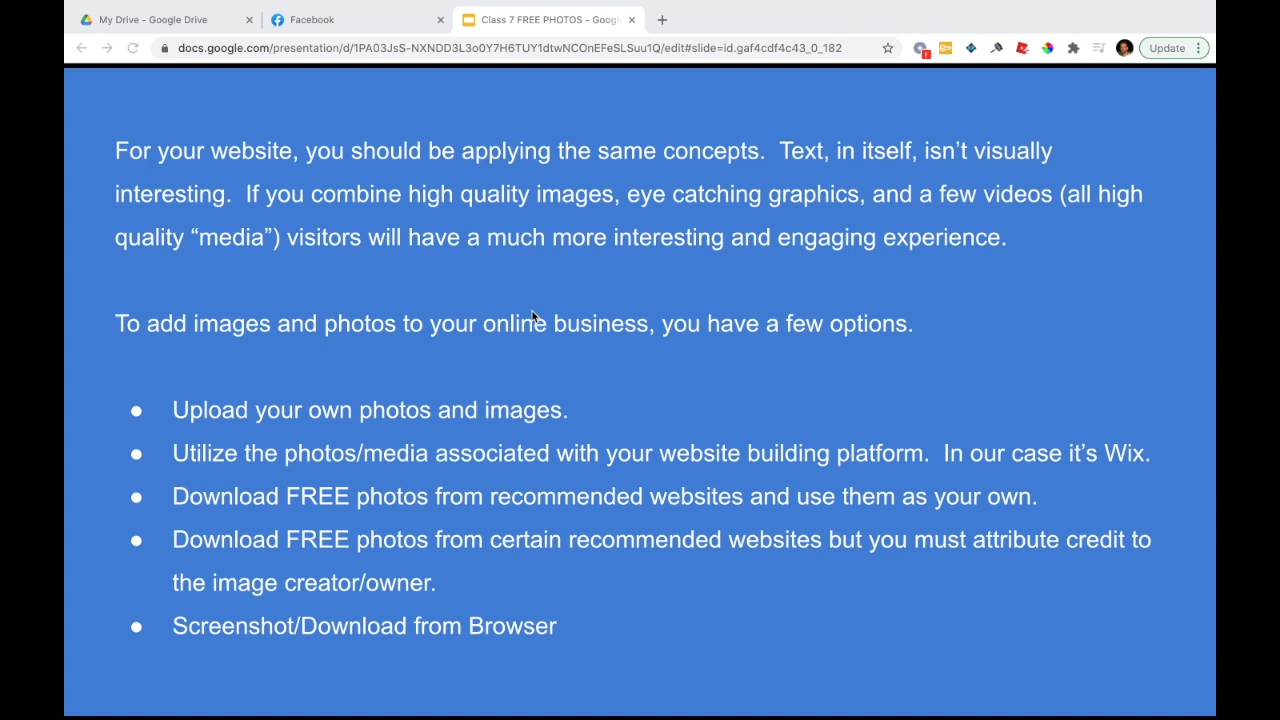 My Drive - Google Drive
Facebook
Class 7 FREE PHOTOS - Googl
docs.google.com/presentation/d/1PA03JsS-NXNDD3L3o0Y7H6TUY1dtwNCOnEFeSLSuu1Q/edit#slide=id.gaf4cdf4c43_0_182
Update
For your website, you should be applying the same concepts.  Text, in itself, isn’t visually
interesting.  If you combine high quality images, eye catching graphics, and a few videos (all high
quality “media”) visitors will have a much more interesting and engaging experience.
To add images and photos to your online business, you have a few options.
● Upload your own photos and images.
● Utilize the photos/media associated with your website building platform.  In our case it’s Wix.
● Download FREE photos from recommended websites and use them as your own.
● Download FREE photos from certain recommended websites but you must attribute credit to
the image creator/owner.
● Screenshot/Download from Browser